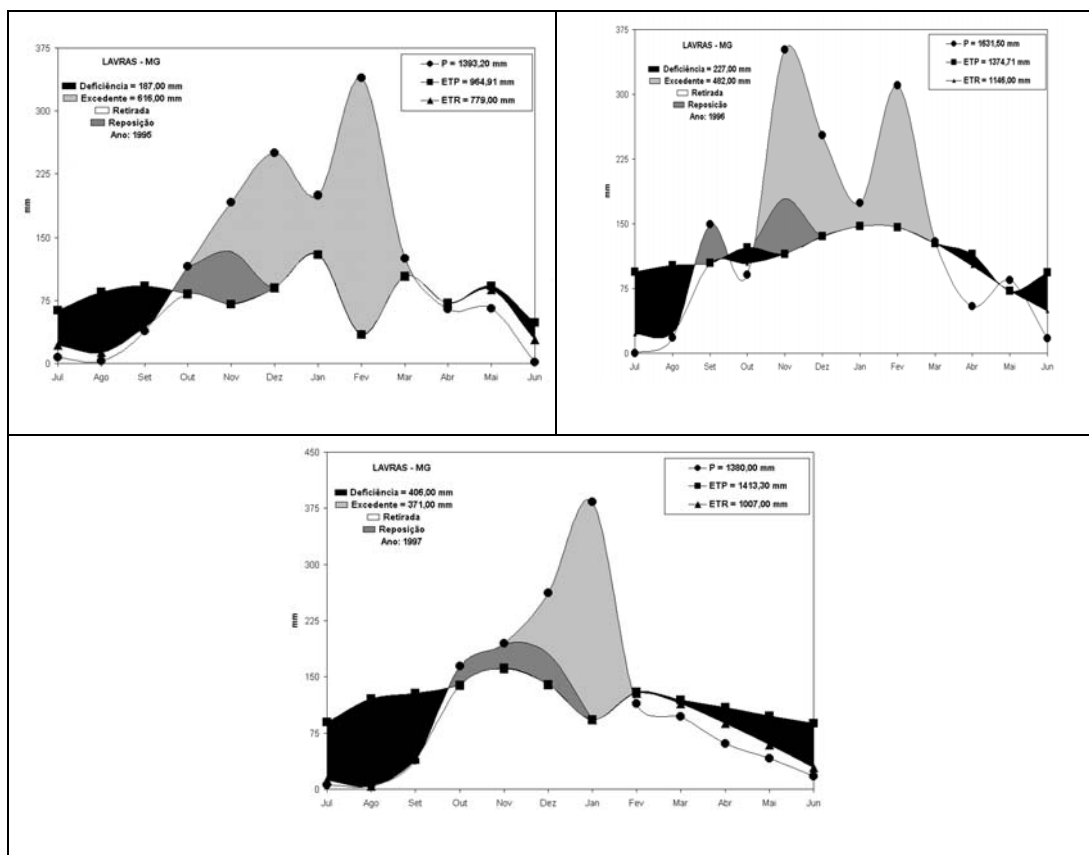 LAVRAS - MG
Deficiência = 187,00 mm
Excedente = 616,00 mm
Retirada
Reposição
Ano: 1995
P = 1393,20 mm
ETP = 964,91 mm
ETR = 779,00 mm
375
300
225
150
75
0
mm
Jul Ago Set Out Nov Dez Jan Fev Mar Abr Mai Jun
LAVRAS - MG
Deficiência = 227,00 mm
Excedente = 482,00 mm
Retirada
Reposição
Ano: 1996
P = 1631,50 mm
ETP = 1374,71 mm
ETR = 1146,00 mm
375
300
225
150
75
0
mm
Jul Ago Set Out Nov Dez Jan Fev Mar Abr Mai Jun
LAVRAS - MG
Deficiência = 406,00 mm
Excedente = 371,00 mm
Retirada
Reposição
Ano: 1997
P = 1380,00 mm
ETP = 1413,30 mm
ETR = 1007,00 mm
450
375
300
225
150
75
0
mm
Jul Ago Set Out Nov Dez Jan Fev Mar Abr Mai Jun